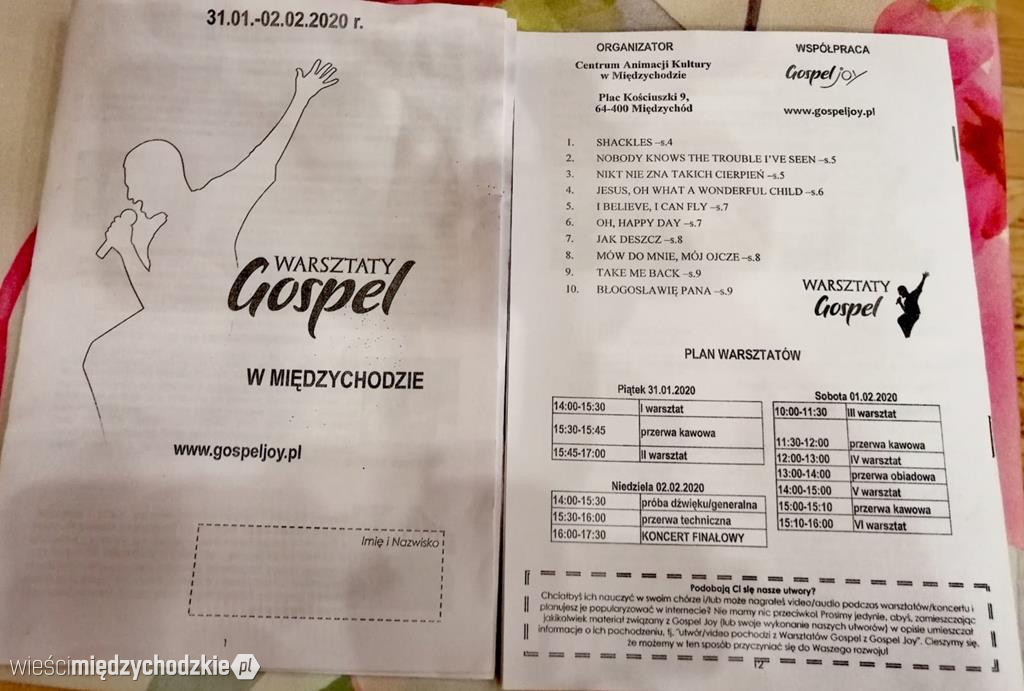 31.01.-02.02.2020 r.
WARSZTATY
Gospel
W MIĘDZYCHODZIE
www.gospeljoy.pl
Imię i Nazwisko
1
ORGANIZATOR
Centrum Animacji Kultury
w Międzychodzie
Plac Kościuszki 9,
64-400 Międzychód
WSPÓŁPRACA
Gospel joy
www.gospeljoy.pl
1. SHACKLES –s.4
2. NOBODY KNOWS THE TROUBLE I'VE SEEN –s.5
3. NIKT NIE ZNA TAKICH CIERPIEŃ –s.5
4. JESUS, OH WHAT A WONDERFUL CHILD –s.6
5. I BELIEVE, I CAN FLY –s.7
6. OH, HAPPY DAY –s.7
7. JAK DESZCZ –s.8
8. MÓW DO MNIE, MÓJ OJCZE –s.8
9. TAKE ME BACK –s.9
10. BŁOGOSŁAWIĘ PANA –s.9
WARSZTATY
Gospel
PLAN WARSZTATÓW
Piątek 31.01.2020
14:00-15:30 I warsztat
15:30-15:45 przerwa kawowa
15:45-17:00 II warsztat
Niedziela 02.02.2020
14:00-15:30 próba dźwięku/generalna
15:30-16:00 przerwa techniczna
16:00-17:30 KONCERT FINAŁOWY
Sobota 01.02.2020
10:00-11:30 III warsztat
11:30-12:00 przerwa kawowa
12:00-13:00 IV warsztat
13:00-14:00 przerwa obiadowa
14:00-15:00 V warsztat
15:00-15:10 przerwa kawowa
15:10-16:00 VI warsztat
Podobają Ci się nasze utwory?
Chciałbyś ich nauczyć w swoim chórze i/lub może nagrałeś video/audio podczas warsztatów/koncertu i
planujesz je popularyzować w internecie? Nie mamy nic przeciwko! Prosimy jedynie, abyś, zamieszczając
jakikolwiek materiał związany z Gospel Joy (lub swoje wykonanie naszych utworów) w opisie umieszczał
informacje o ich pochodzeniu, tj. "utwór/video pochodzi z Warsztatów Gospel z Gospel Joy". Cieszymy się,
że możemy w ten sposób przyczyniać się do Waszego rozwoju!
2
wieścimiędzychodzkie.pl